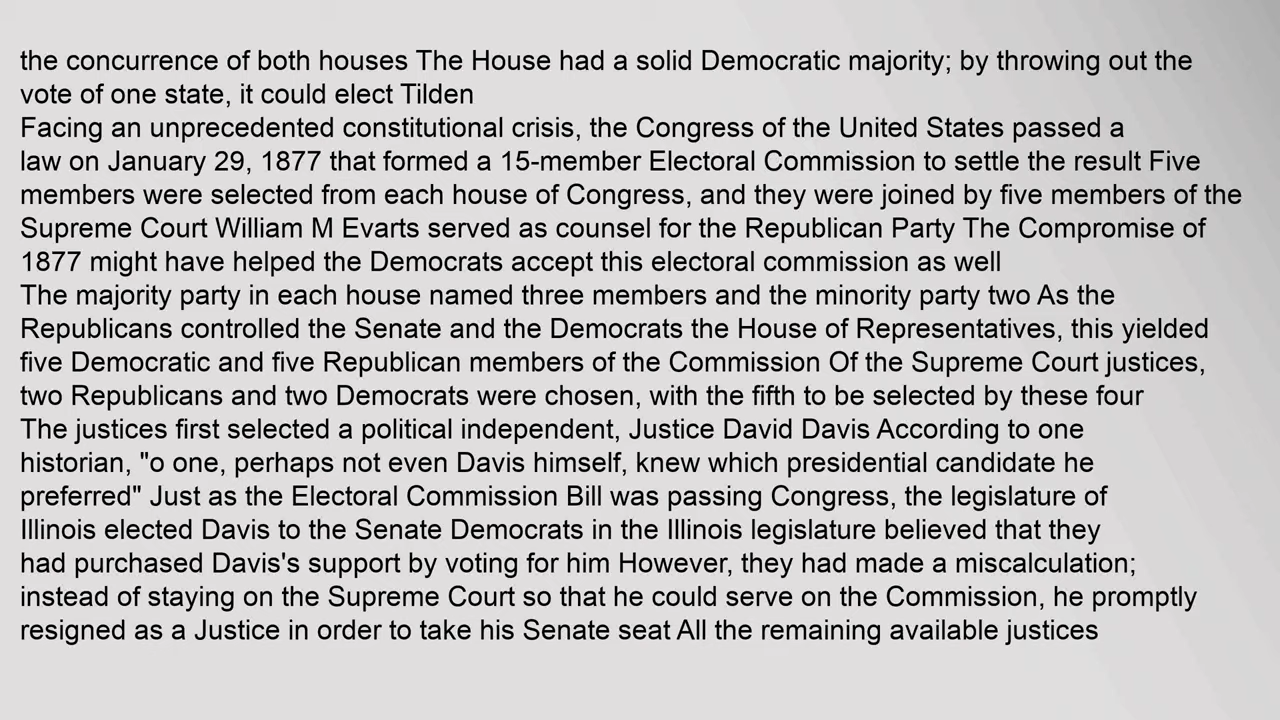 the concurrence of both houses The House had a solid Democratic majority; by throwing out the
vote of one state, it could elect Tilden
Facing an unprecedented constitutional crisis, the Congress of the United States passed a
law on January 29, 1877 that formed a 15-member Electoral Commission to settle the result Five
members were selected from each house of Congress, and they were joined by five members of the
Supreme Court William M Evarts served as counsel for the Republican Party The Compromise of
1877 might have helped the Democrats accept this electoral commission as well
The majority party in each house named three members and the minority party two As the
Republicans controlled the Senate and the Democrats the House of Representatives, this yielded
five Democratic and five Republican members of the Commission Of the Supreme Court justices,
two Republicans and two Democrats were chosen, with the fifth to be selected by these four
The justices first selected a political independent, Justice David Davis According to one
historian, "o one, perhaps not even Davis himself, knew which presidential candidate he
preferred" Just as the Electoral Commission Bill was passing Congress, the legislature of
Illinois elected Davis to the Senate Democrats in the Illinois legislature believed that they
had purchased Davis's support by voting for him However, they had made a miscalculation;
instead of staying on the Supreme Court so that he could serve on the Commission, he promptly
resigned as a Justice in order to take his Senate seat All the remaining available justices